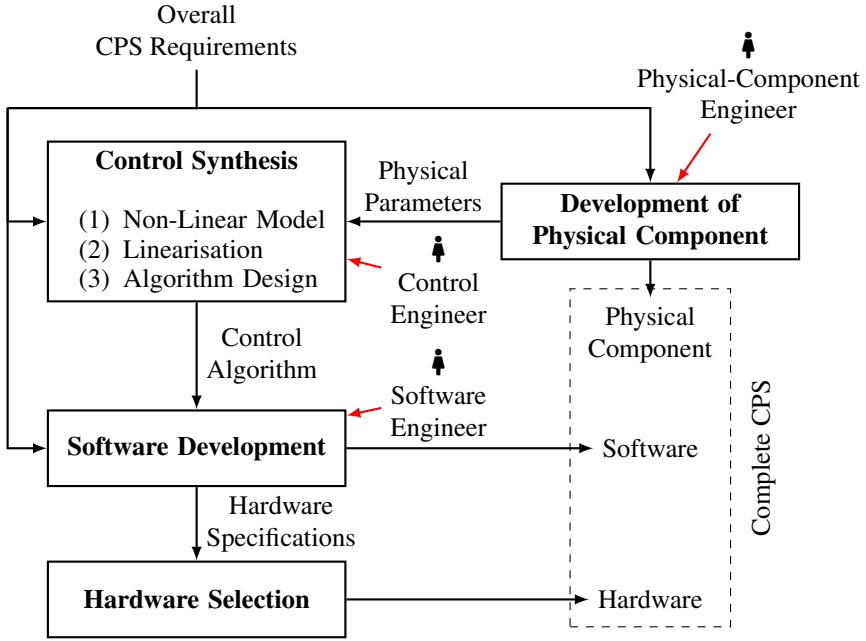 Overall
CPS Requirements
Physical-Component
Engineer
Control Synthesis
(1) Non-Linear Model
(2) Linearisation
(3) Algorithm Design
Physical
Parameters
Development of
Physical Component
Control
Engineer
Physical
Component
Control
Algorithm
Software
Engineer
Software Development
Software
Complete CPS
Hardware
Specifications
Hardware Selection
Hardware